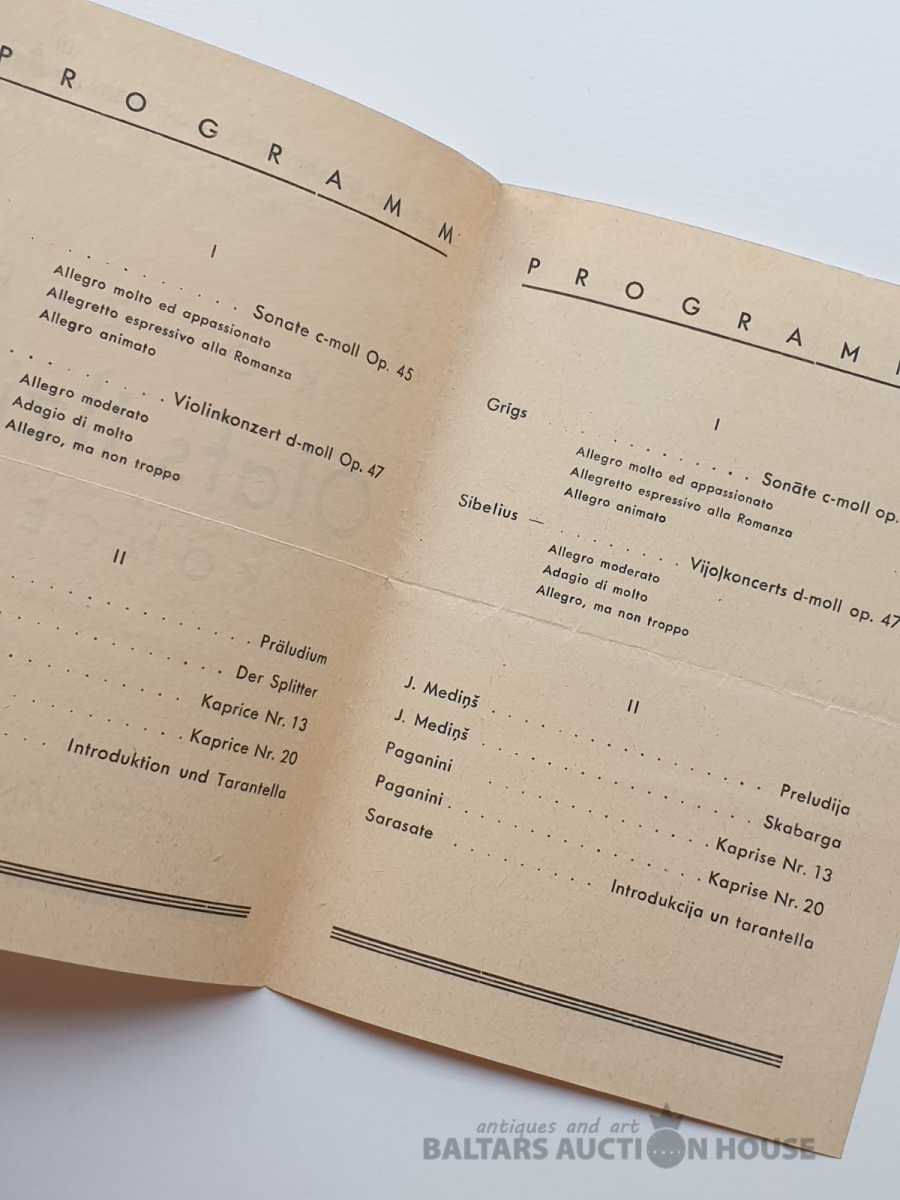 PROGRAMM
I
Sonate c-moll Op. 45
Allegro molto ed appassionato
Allegretto espressivo alla Romanza
Allegro animato
Violinkonzert d-moll Op. 47
Allegro moderato
Adagio di molto
Allegro, ma non troppo
II
Präludium
Der Splitter
Kaprice Nr. 13
Kaprice Nr. 20
Introduktion und Tarantella
PROGRAM
I
Grigs . . . . . . . . . . Sonāte c-moll op.
Allegro molto ed appassionato
Allegretto espressivo alla Romanza
Allegro animato
Sibelius — . . . . . . . Vijoļkoncerts d-moll op. 47
Allegro moderato
Adagio di molto
Allegro, ma non troppo
II
J. Mediņš . . . . . . . . . . Preludija
J. Mediņš . . . . . . . . . . Skabarga
Paganini . . . . . . . . . . Kaprise Nr. 13
Paganini . . . . . . . . . . Kaprise Nr. 20
Sarasate . . . . . . . Introdukcija un tarantella
antiques and art
BALTARS AUCTION HOUSE